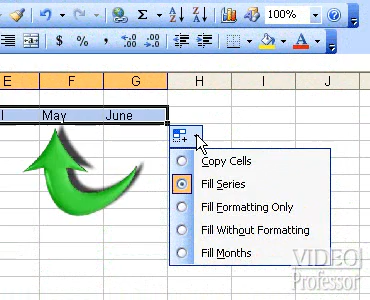 100%
$ %
E F G H I J
l May June
Copy Cells
Fill Series
Fill Formatting Only
Fill Without Formatting
Fill Months
VIDEO
Professor